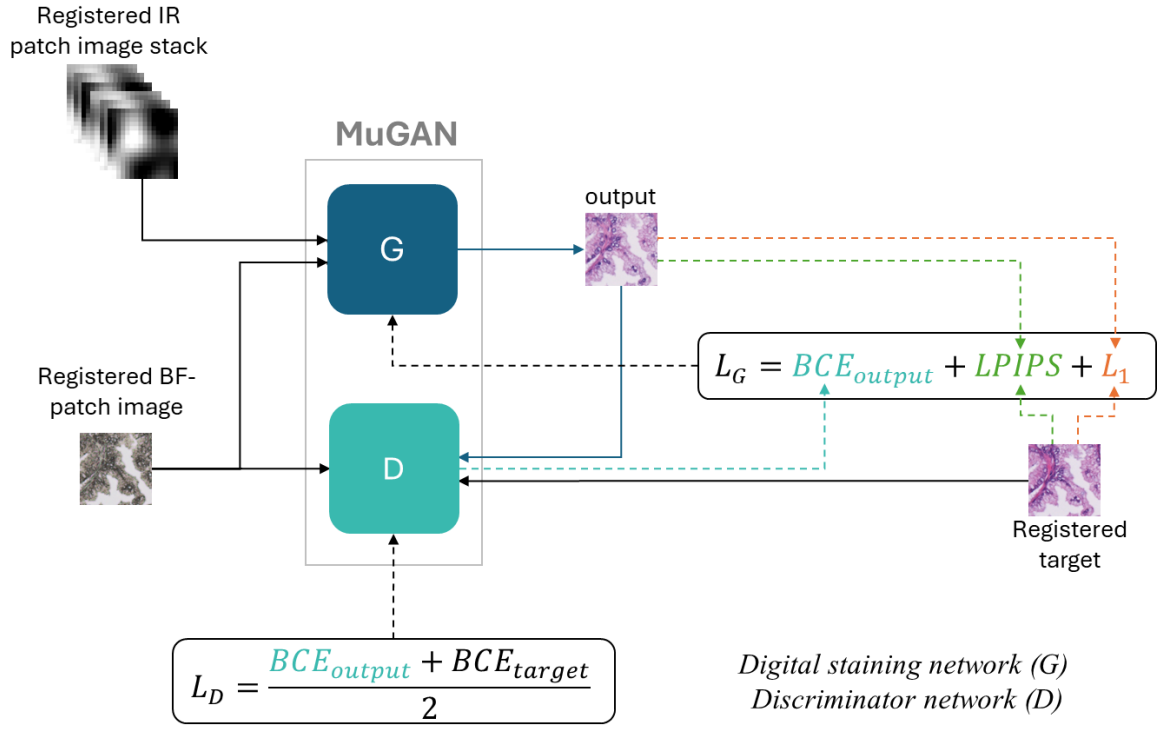 Registered IR
patch image stack
MuGAN
G
output
L_G = BCE_output + LPIPS + L_1
Registered BF-
patch image
D
Registered
target
L_D = (BCE_output + BCE_target) / 2
Digital staining network (G)
Discriminator network (D)